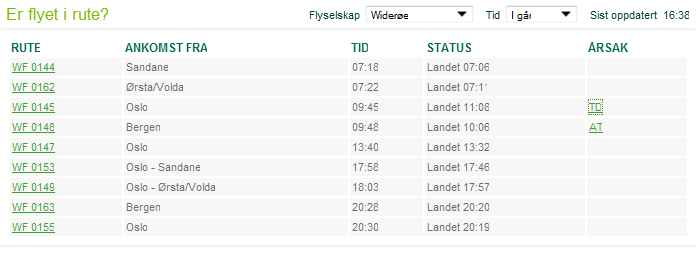 Er flyet i rute? Flyselskap Widerøe Tid I går Sist oppdatert 16:38
RUTE ANKOMST FRA TID STATUS ÅRSAK
WF 0144 Sandane 07:18 Landet 07:06
WF 0162 Ørsta/Volda 07:22 Landet 07:11
WF 0145 Oslo 09:45 Landet 11:08 TD
WF 0148 Bergen 09:48 Landet 10:06 AT
WF 0147 Oslo 13:40 Landet 13:32
WF 0153 Oslo - Sandane 17:58 Landet 17:46
WF 0149 Oslo - Ørsta/Volda 18:03 Landet 17:57
WF 0163 Bergen 20:28 Landet 20:20
WF 0155 Oslo 20:30 Landet 20:19